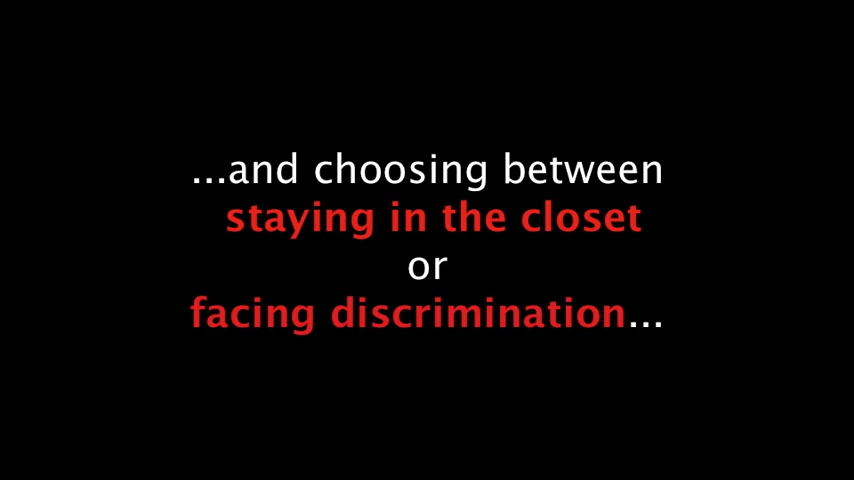 ...and choosing between
staying in the closet
or
facing discrimination...